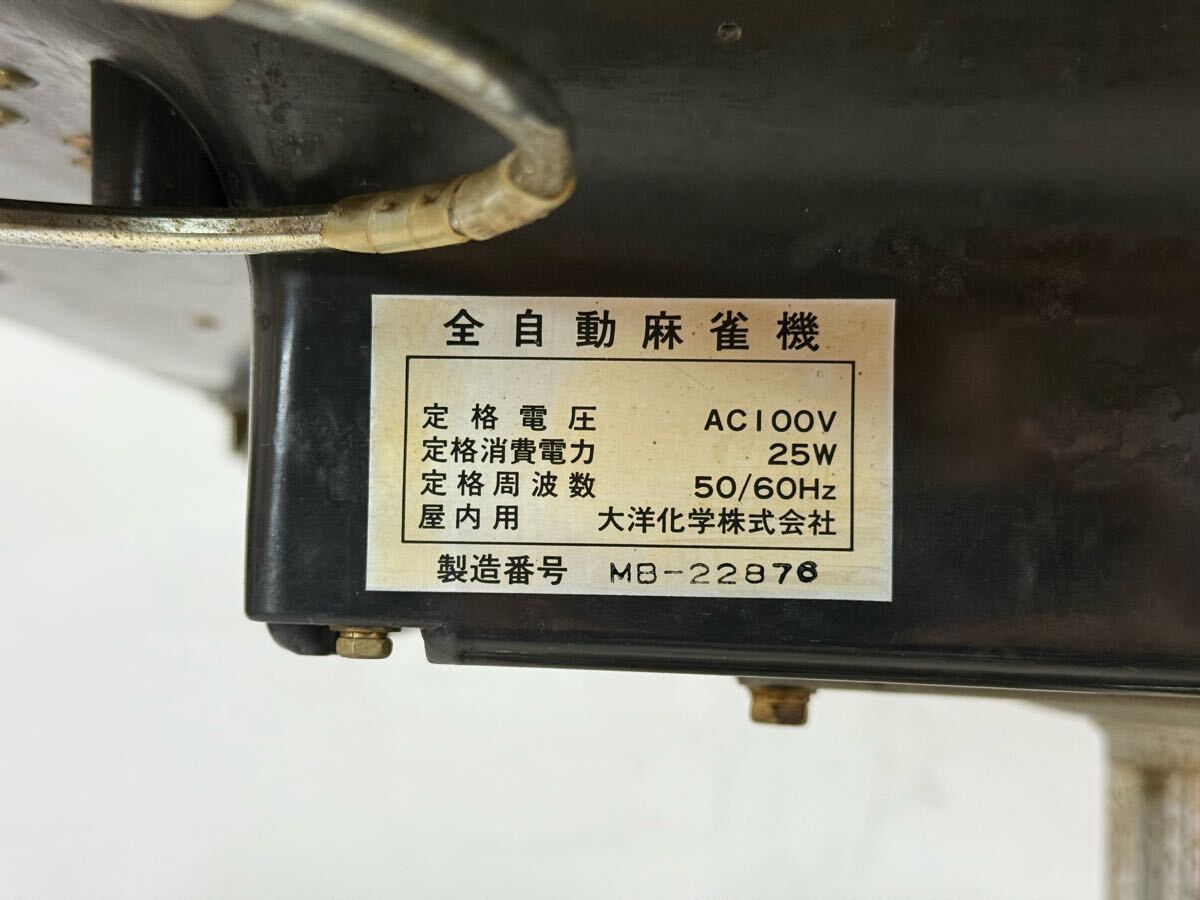 全自動麻雀機
定格電圧 AC100V
定格消費電力 25W
定格周波数 50/60Hz
屋内用 大洋化学株式会社
製造番号 MB-22876